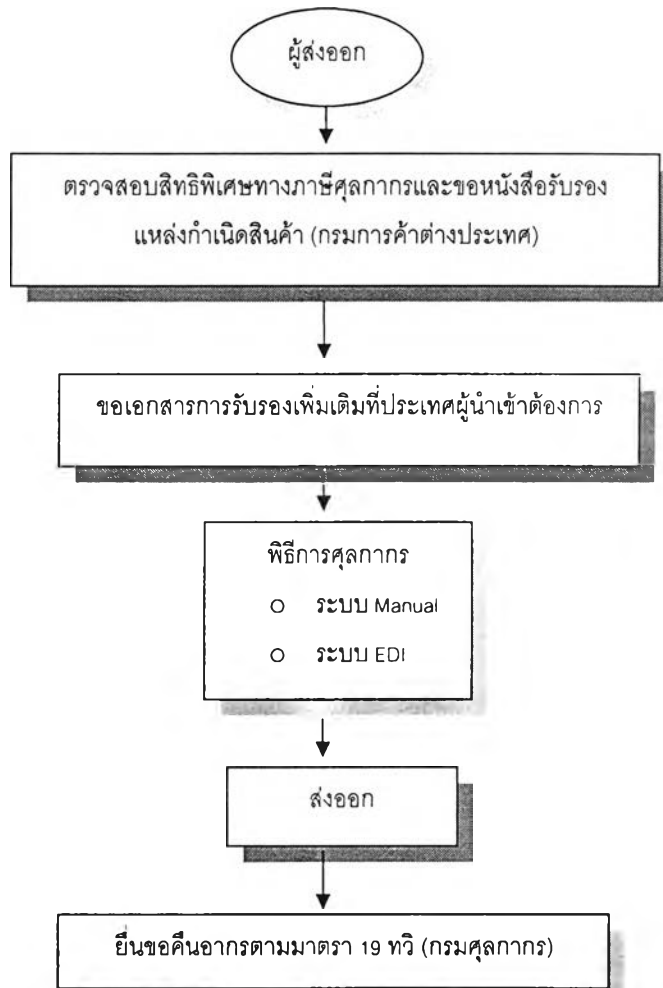 ผู้ส่งออก
ตรวจสอบสิทธิพิเศษทางภาษีศุลกากรและขอหนังสือรับรอง
แหล่งกำเนิดสินค้า (กรมการค้าต่างประเทศ)
ขอเอกสารการรับรองเพิ่มเติมที่ประเทศผู้นำเข้าต้องการ
พิธีการศุลกากร
○ ระบบ Manual
○ ระบบ EDI
ส่งออก
ยื่นขอคืนอากรตามมาตรา 19 ทวิ (กรมศุลกากร)